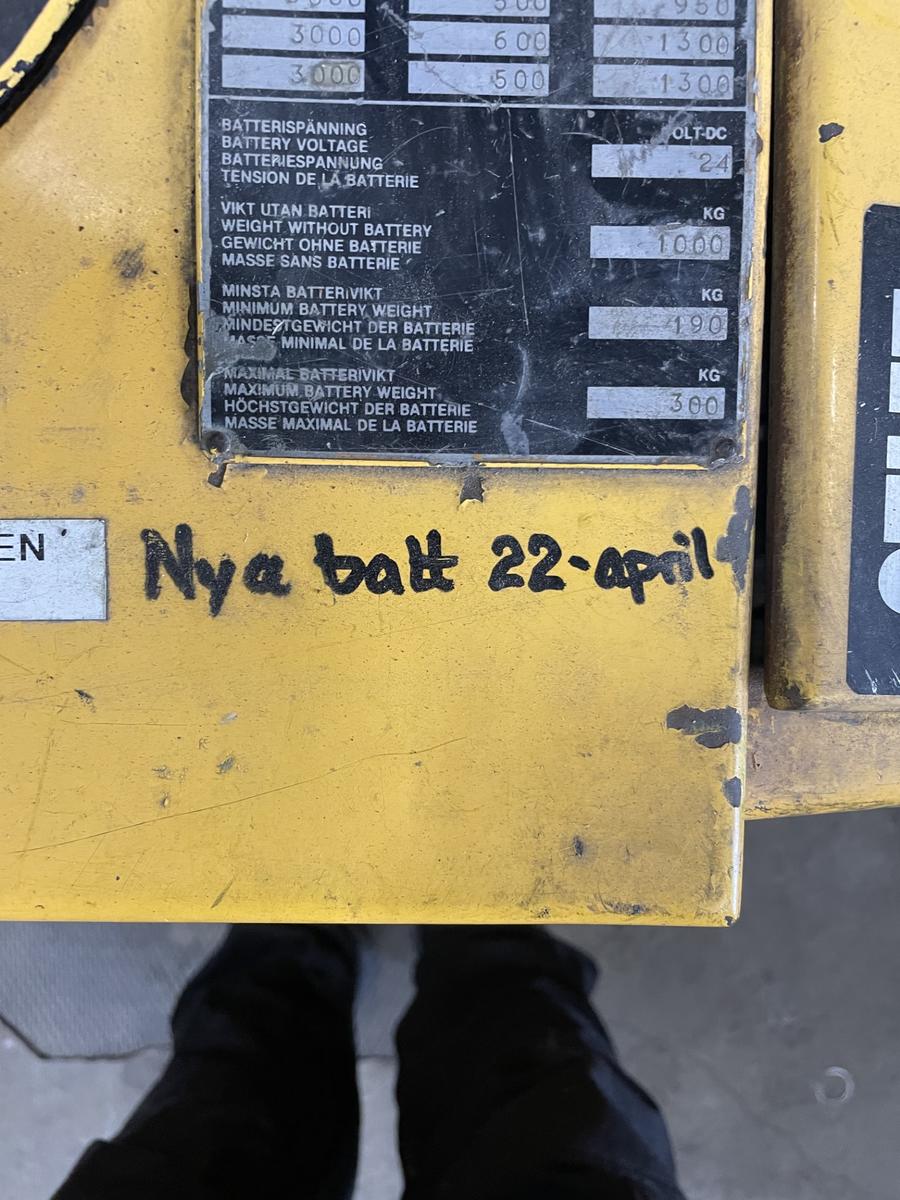 500
950
3000
600
1300
3000
500
1300
BATTERISPÄNNING
BATTERY VOLTAGE
BATTERIESPANNUNG
TENSION DE LA BATTERIE
VOLT-DC
24
VIKT UTAN BATTERI
WEIGHT WITHOUT BATTERY
GEWICHT OHNE BATTERIE
MASSE SANS BATTERIE
KG
1000
MINSTA BATTERIVIKT
MINIMUM BATTERY WEIGHT
MINDESTGEWICHT DER BATTERIE
MASSE MINIMAL DE LA BATTERIE
KG
190
MAXIMAL BATTERIVIKT
MAXIMUM BATTERY WEIGHT
HÖCHSTGEWICHT DER BATTERIE
MASSE MAXIMAL DE LA BATTERIE
KG
300
EN
Nya batt 22-april